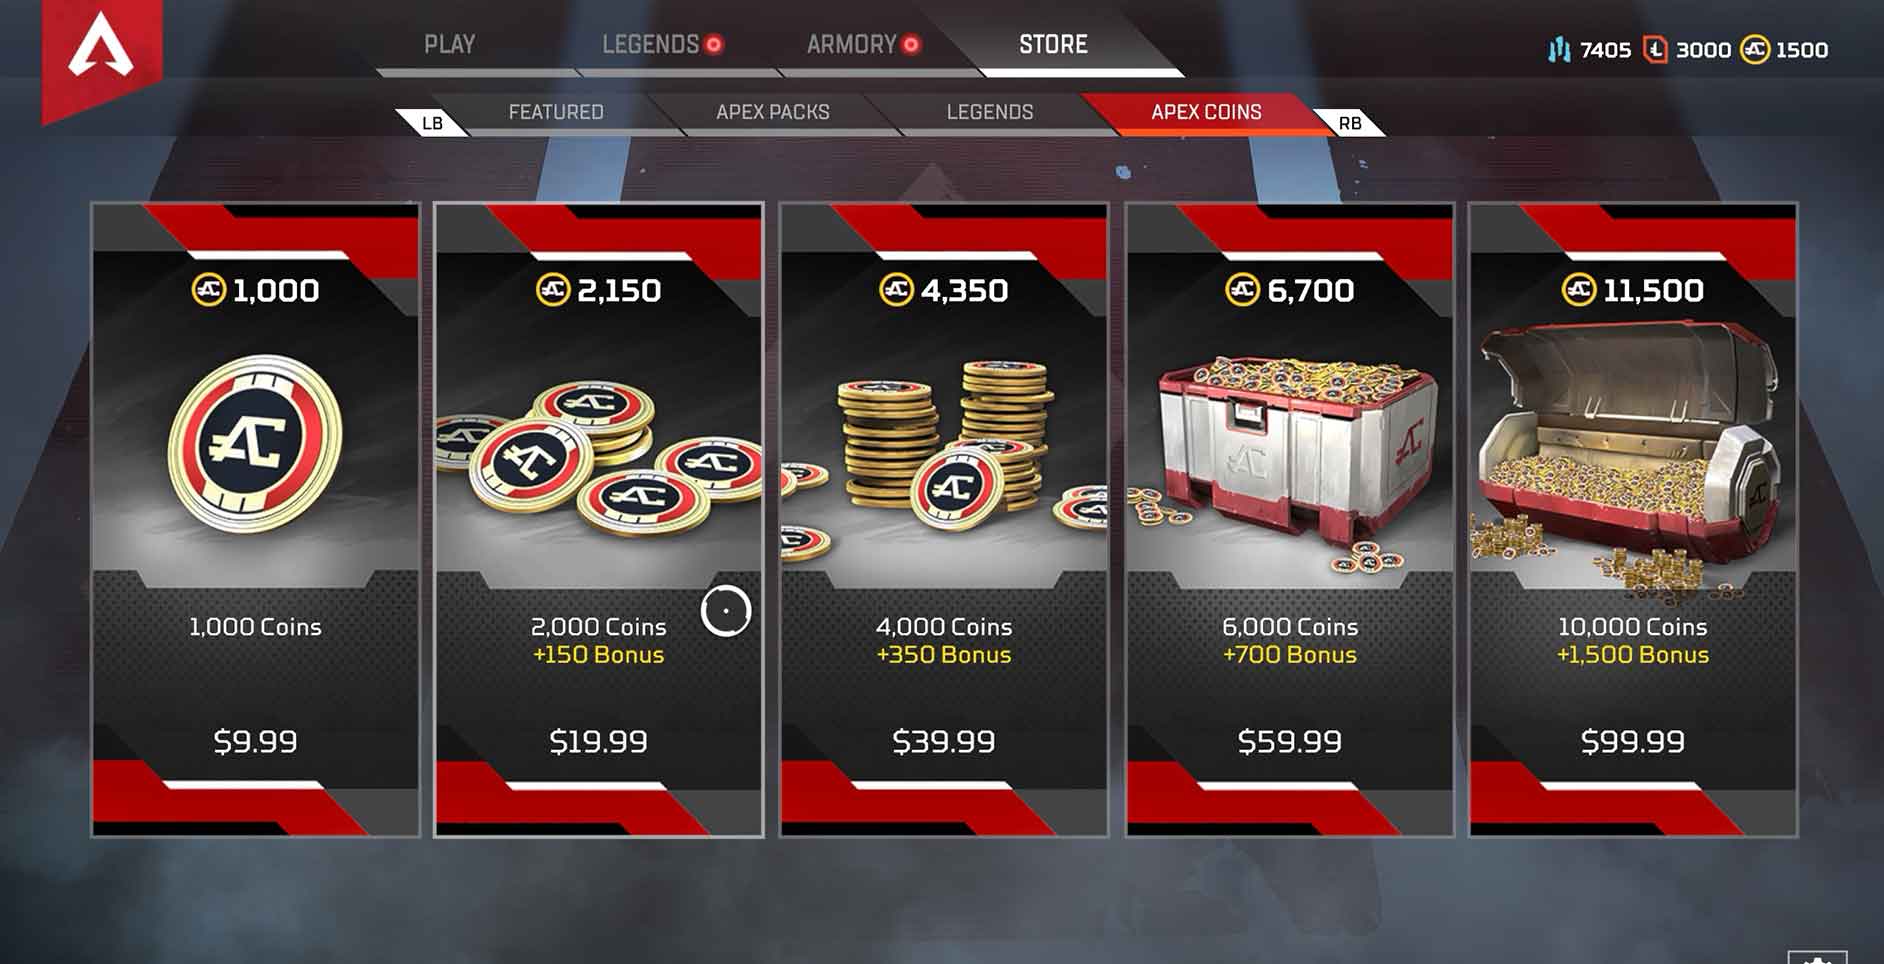 PLAY
LEGENDS
ARMORY
STORE
7405
3000
1500
LB
FEATURED
APEX PACKS
LEGENDS
APEX COINS
RB
1,000
1,000 Coins
$9.99
2,150
2,000 Coins
+150 Bonus
$19.99
4,350
4,000 Coins
+350 Bonus
$39.99
6,700
6,000 Coins
+700 Bonus
$59.99
11,500
10,000 Coins
+1,500 Bonus
$99.99